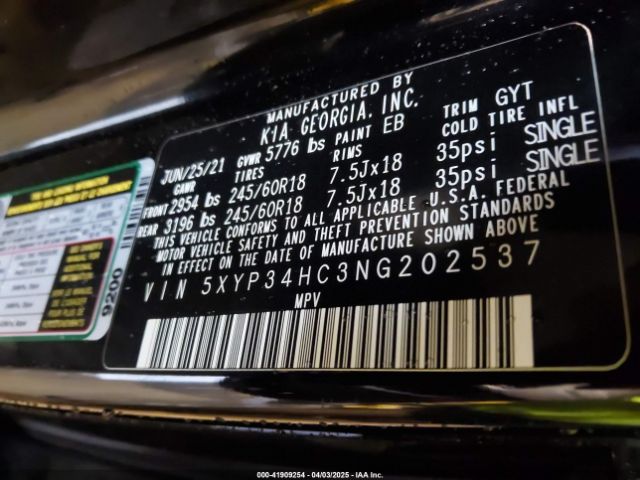 MANUFACTURED BY
KIA GEORGIA, INC.
JUN/25/21 GVWR 5776 lbs PAINT EB TRIM GYT
GAWR TIRES RIMS COLD TIRE INFL
FRONT 2954 lbs 245/60R18 7.5Jx18 35psi SINGLE
REAR 3196 lbs 245/60R18 7.5Jx18 35psi SINGLE
THIS VEHICLE CONFORMS TO ALL APPLICABLE U.S.A. FEDERAL
MOTOR VEHICLE SAFETY AND THEFT PREVENTION STANDARDS
IN EFFECT ON THE DATE OF MANUFACTURE SHOWN ABOVE
VIN 5XYP34HC3NG202537
MPV
9200
000-41909254 - 04/03/2025 - IAA Inc.